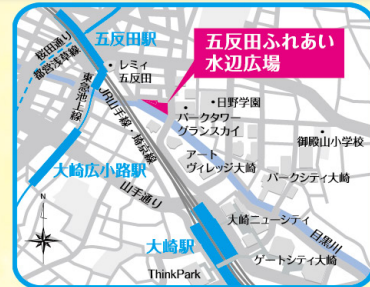 五反田駅
桜田通り
都営浅草線
レミィ
五反田
五反田ふれあい
水辺広場
東急池上線
JR山手線・埼京線
日野学園
パークタワー
グランスカイ
御殿山小学校
アート
ヴィレッジ大崎
大崎広小路駅
山手通り
パークシティ大崎
大崎ニューシティ
目黒川
N
大崎駅
ゲートシティ大崎
ThinkPark